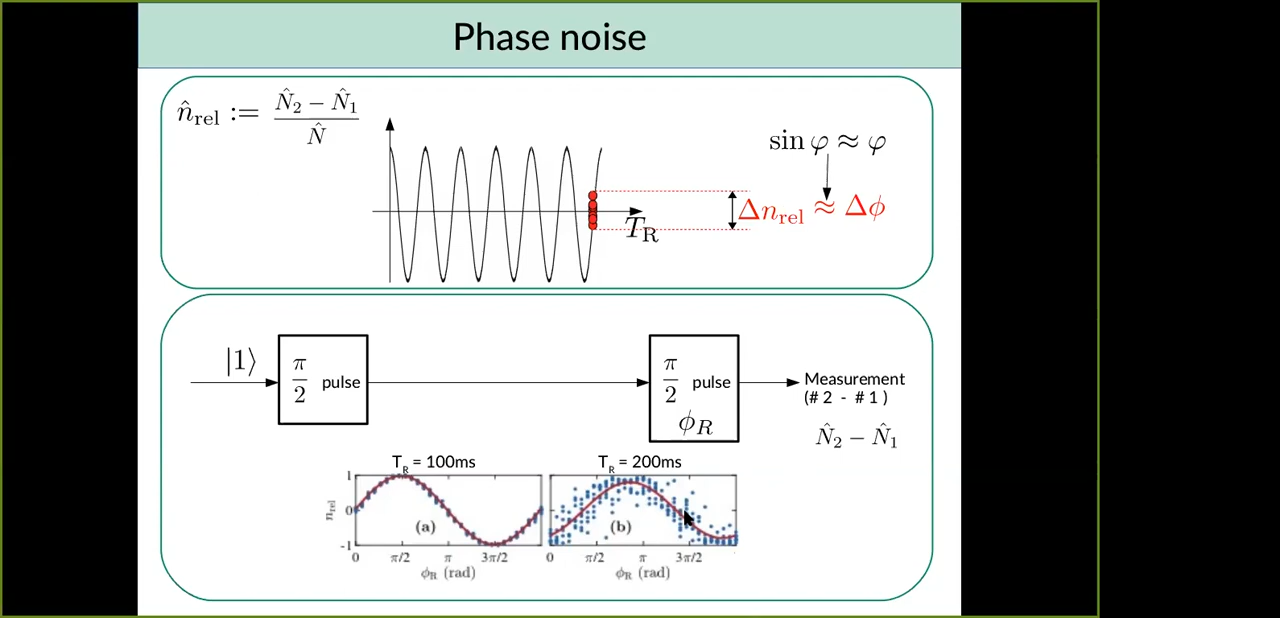 Phase noise
n̂_rel := (N̂₂ − N̂₁) / N̂
sin φ ≈ φ
Δn_rel ≈ Δϕ
T_R
|1⟩
π/2 pulse
π/2 pulse
ϕ_R
Measurement
(# 2 - # 1 )
N̂₂ − N̂₁
T_R = 100ms
T_R = 200ms
1
0
-1
n_rel
(a)
(b)
0 π/2 π 3π/2
0 π/2 π 3π/2
ϕ_R (rad)
ϕ_R (rad)